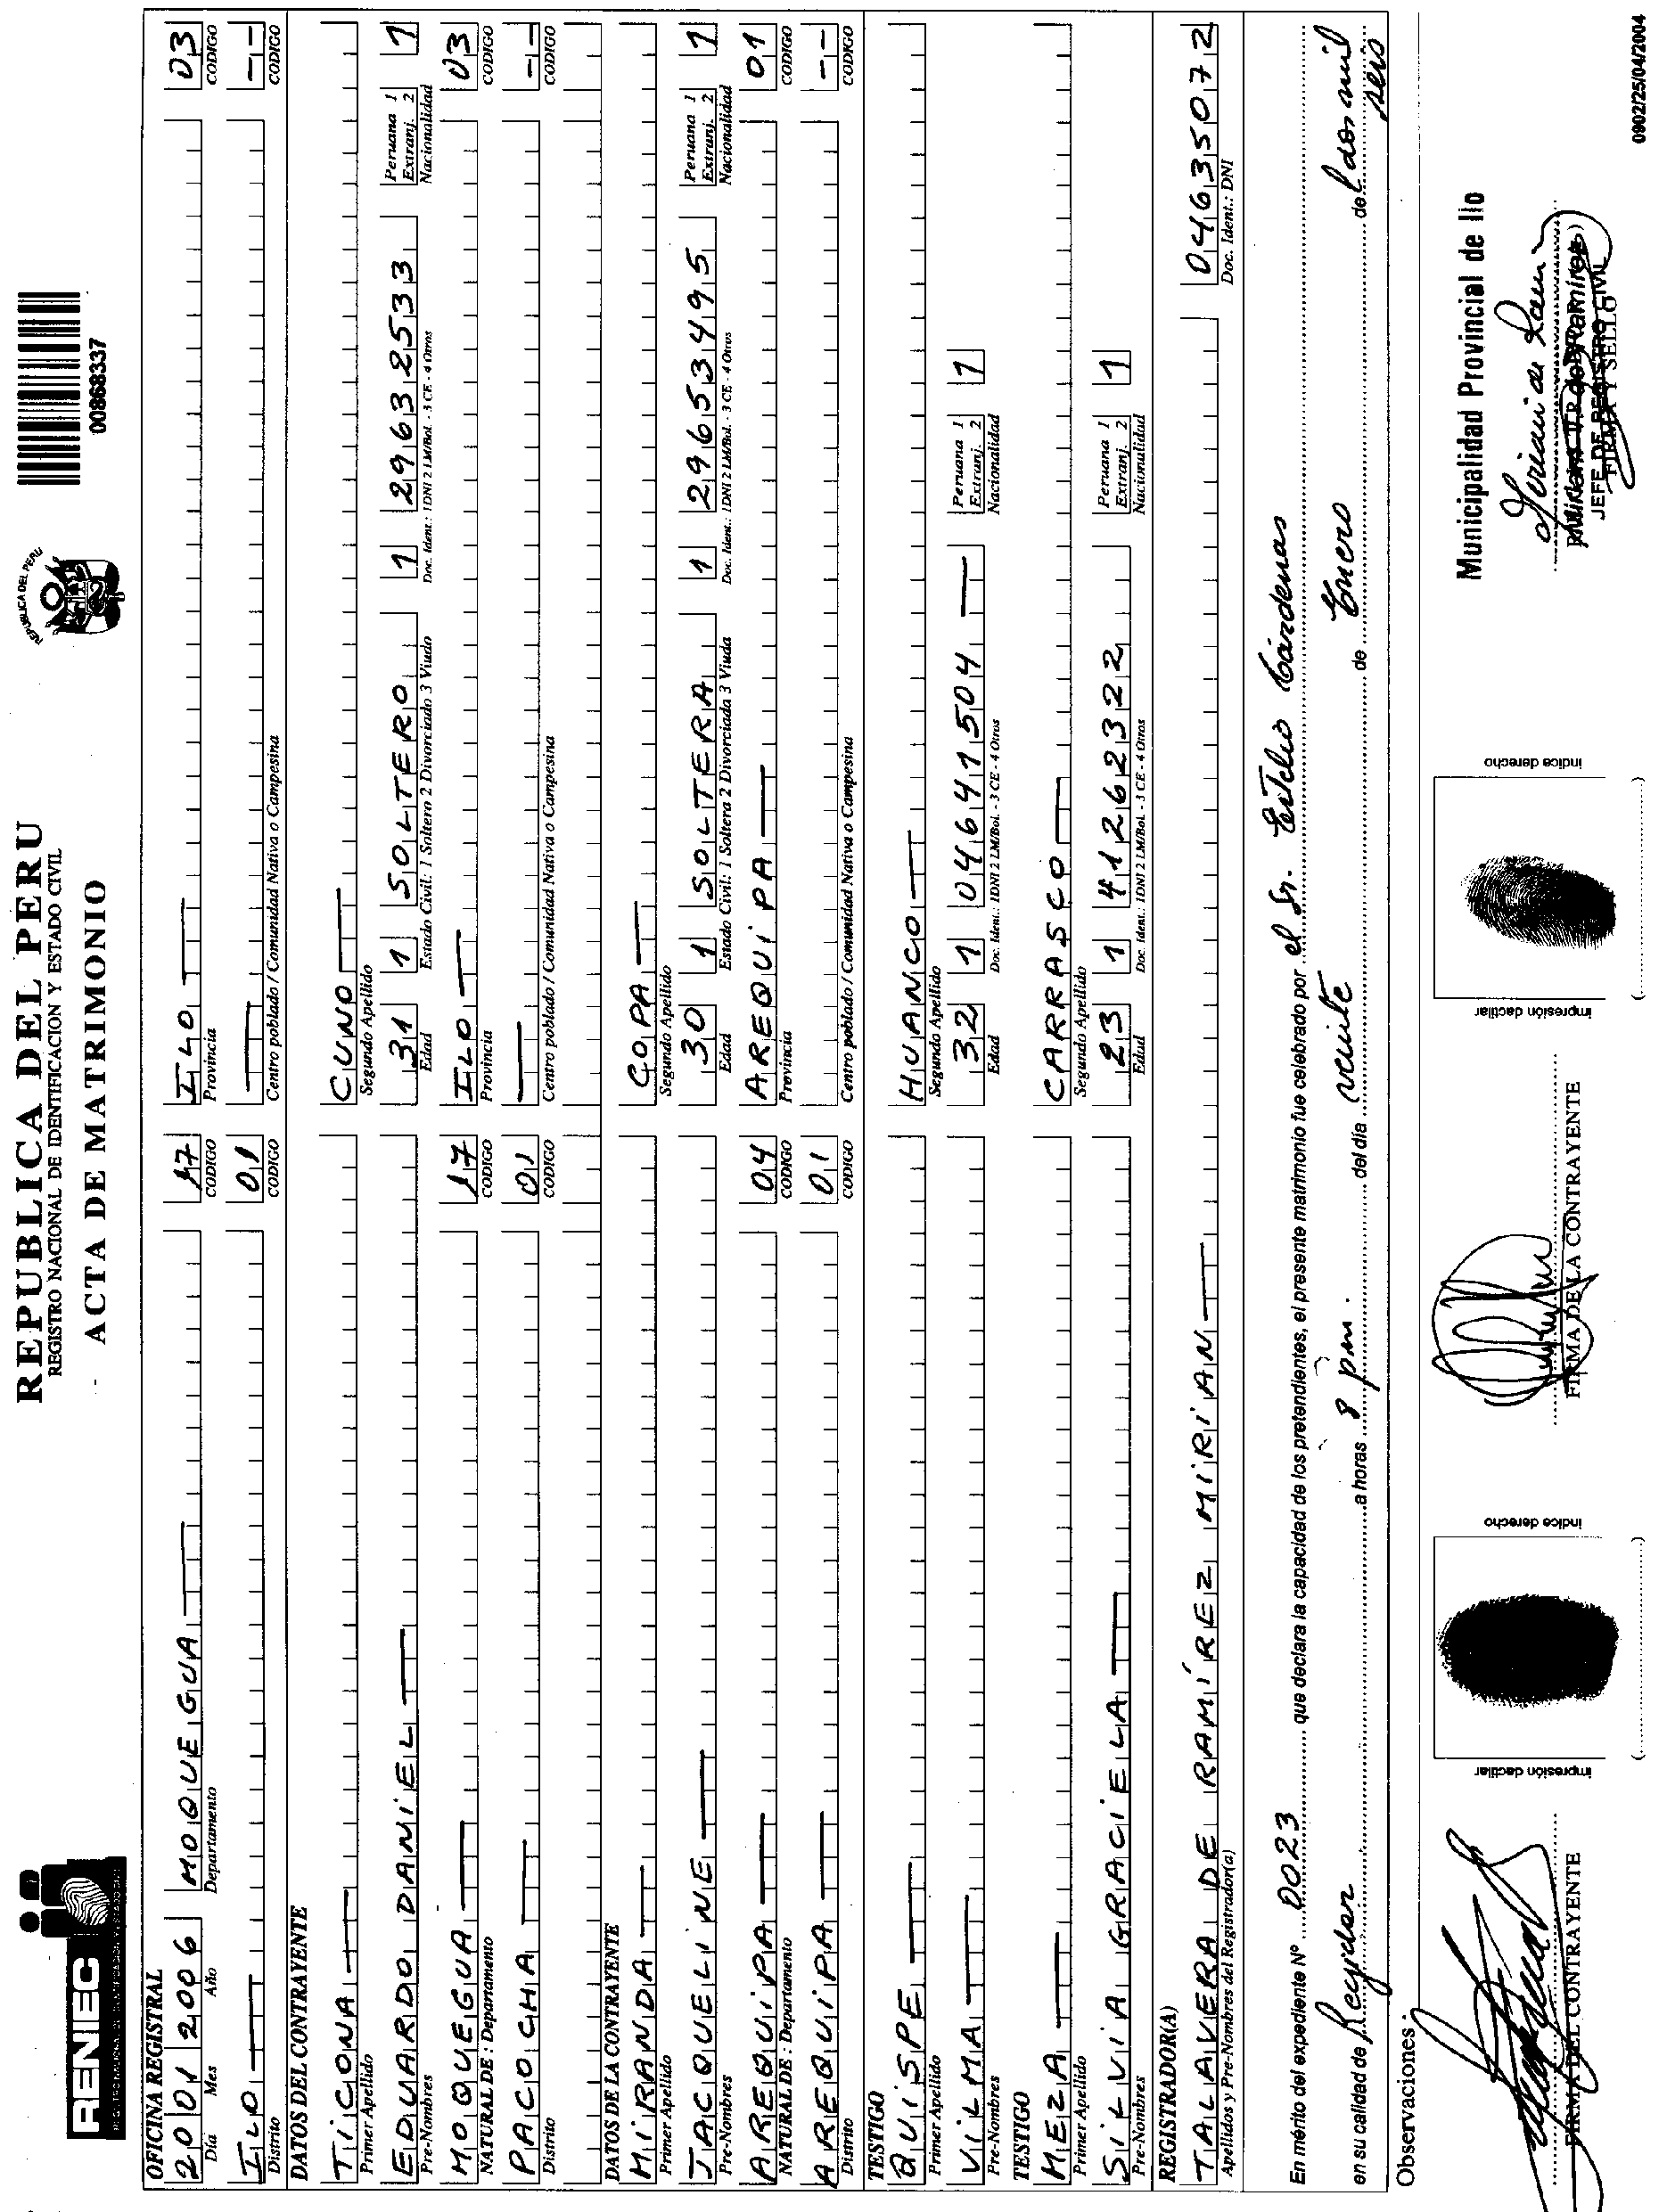 RENIEC
REGISTRO NACIONAL DE IDENTIFICACION Y ESTADO CIVIL
REPUBLICA DEL PERU
REGISTRO NACIONAL DE IDENTIFICACION Y ESTADO CIVIL
ACTA DE MATRIMONIO
REPUBLICA DEL PERU
00868337
OFICINA REGISTRAL
20 01 2006 MOQUEGUA 17 ILO 03
Día Mes Año Departamento CODIGO Provincia CODIGO
ILO 01 --
Distrito CODIGO Centro poblado / Comunidad Nativa o Campesina CODIGO
DATOS DEL CONTRAYENTE
TICONA CUNO
Primer Apellido Segundo Apellido
EDUARDO DANIEL 31 1 SOLTERO 1 29632533 Peruana 1 Extranj. 2 1
Pre-Nombres Edad Estado Civil: 1 Soltero 2 Divorciado 3 Viudo Doc. Ident.: 1DNI 2 LM/Bol. - 3 CE - 4 Otros Nacionalidad
MOQUEGUA 17 ILO 03
NATURAL DE : Departamento CODIGO Provincia CODIGO
PACOCHA 01 --
Distrito CODIGO Centro poblado / Comunidad Nativa o Campesina CODIGO
DATOS DE LA CONTRAYENTE
MIRANDA COPA
Primer Apellido Segundo Apellido
JACQUELINE 30 1 SOLTERA 1 29653495 Peruana 1 Extranj. 2 1
Pre-Nombres Edad Estado Civil: 1 Soltera 2 Divorciada 3 Viuda Doc. Ident.: 1DNI 2 LM/Bol. - 3 CE - 4 Otros Nacionalidad
AREQUIPA 04 AREQUIPA 01
NATURAL DE : Departamento CODIGO Provincia CODIGO
AREQUIPA 01 --
Distrito CODIGO Centro poblado / Comunidad Nativa o Campesina CODIGO
TESTIGO
QUISPE HUANCO
Primer Apellido Segundo Apellido
VILMA 32 1 04641504 Peruana 1 Extranj. 2 1
Pre-Nombres Edad Doc. Ident.: 1DNI 2 LM/Bol. - 3 CE - 4 Otros Nacionalidad
TESTIGO
MEZA CARRASCO
Primer Apellido Segundo Apellido
SILVIA GRACIELA 23 1 41262322 Peruana 1 Extranj. 2 1
Pre-Nombres Edad Doc. Ident.: 1DNI 2 LM/Bol. - 3 CE - 4 Otros Nacionalidad
REGISTRADOR(A)
TALAVERA DE RAMÍREZ MIRIAN 04635072
Apellidos y Pre-Nombres del Registrador(a) Doc. Ident.: DNI
En mérito del expediente Nº 0023 que declara la capacidad de los pretendientes, el presente matrimonio fue celebrado por el Sr. Cárdenas
en su calidad de Regidor a horas 8 pm. del día veinte de Enero del dos mil seis
Observaciones :
FIRMA DEL CONTRAYENTE
impresión dactilar
indice derecho
FIRMA DE LA CONTRAYENTE
impresión dactilar
indice derecho
Municipalidad Provincial de Ilo
JEFE DE REGISTRO CIVIL
FIRMA Y SELLO
0902/25/04/2004